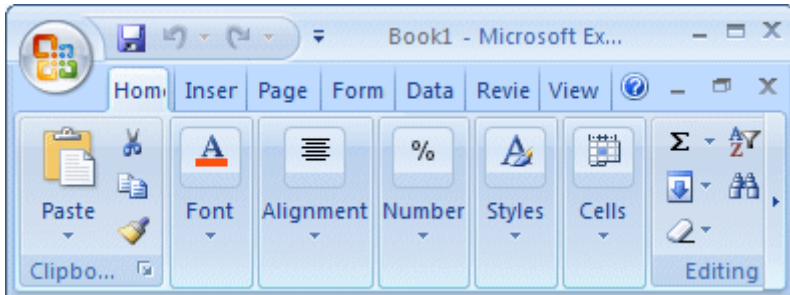 Book1 - Microsoft Ex...
Hom Inser Page Form Data Revie View
A % A Σ A Z
Paste Font Alignment Number Styles Cells
Clipbo... Editing